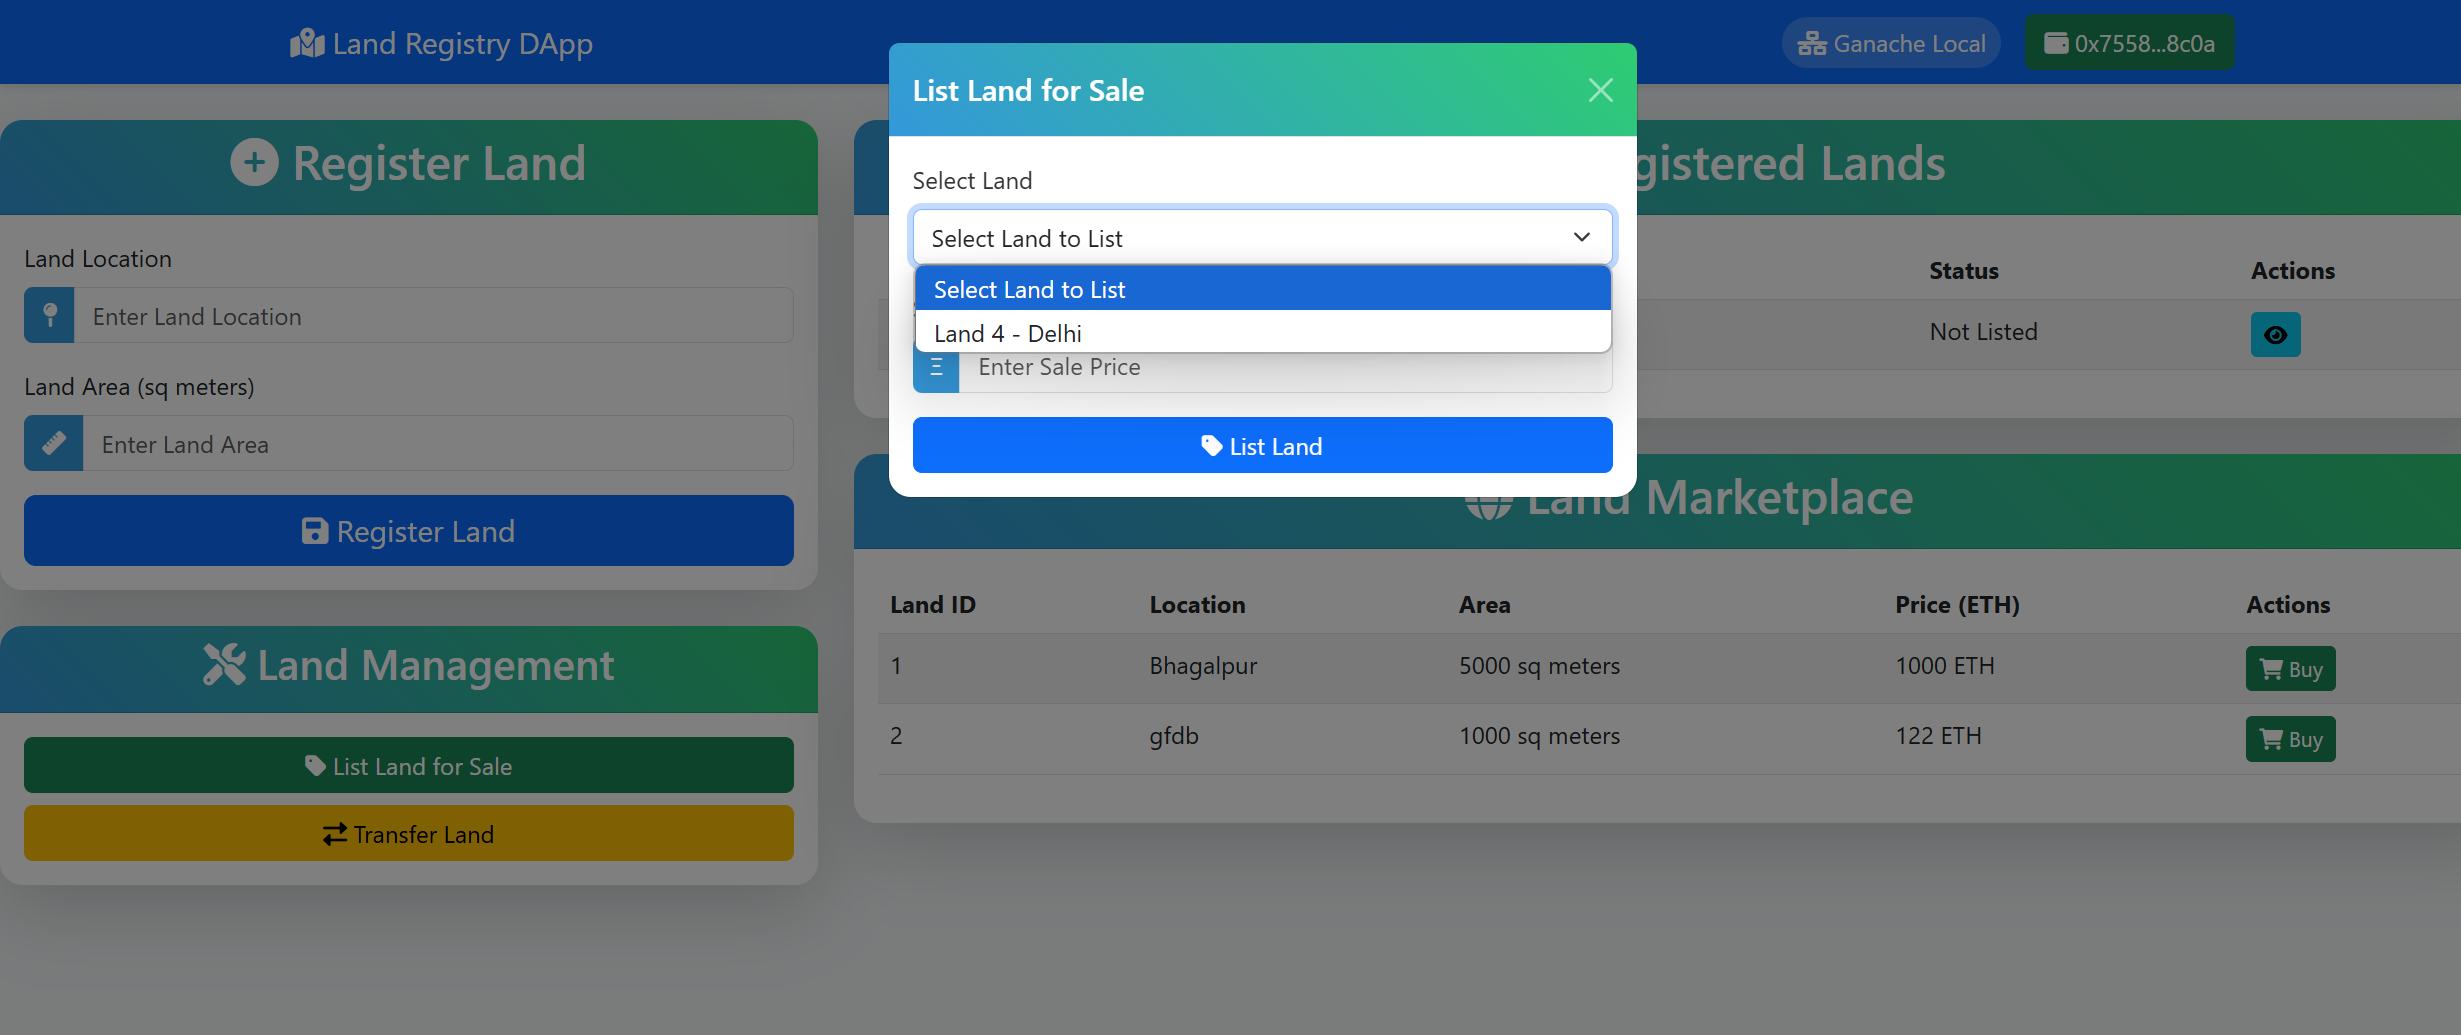 Land Registry DApp
Ganache Local
0x7558...8c0a
Register Land
Land Location
Enter Land Location
Land Area (sq meters)
Enter Land Area
Register Land
Land Management
List Land for Sale
Transfer Land
List Land for Sale
Select Land
Select Land to List
Select Land to List
Land 4 - Delhi
Enter Sale Price
List Land
Lands
Status Actions
Not Listed
Land Marketplace
Land ID Location Area Price (ETH) Actions
1 Bhagalpur 5000 sq meters 1000 ETH Buy
2 gfdb 1000 sq meters 122 ETH Buy